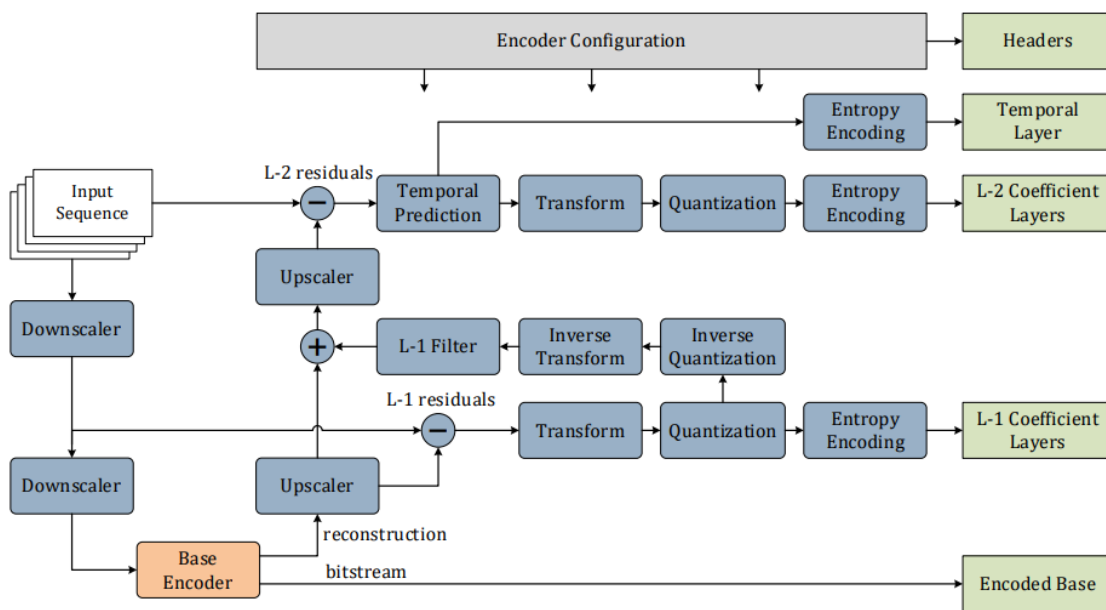 Encoder Configuration
Headers
Entropy
Encoding
Temporal
Layer
L-2 residuals
Input
Sequence
Temporal
Prediction
Transform
Quantization
Entropy
Encoding
L-2 Coefficient
Layers
Upscaler
Downscaler
L-1 Filter
Inverse
Transform
Inverse
Quantization
L-1 residuals
Transform
Quantization
Entropy
Encoding
L-1 Coefficient
Layers
Downscaler
Upscaler
reconstruction
Base
Encoder
bitstream
Encoded Base